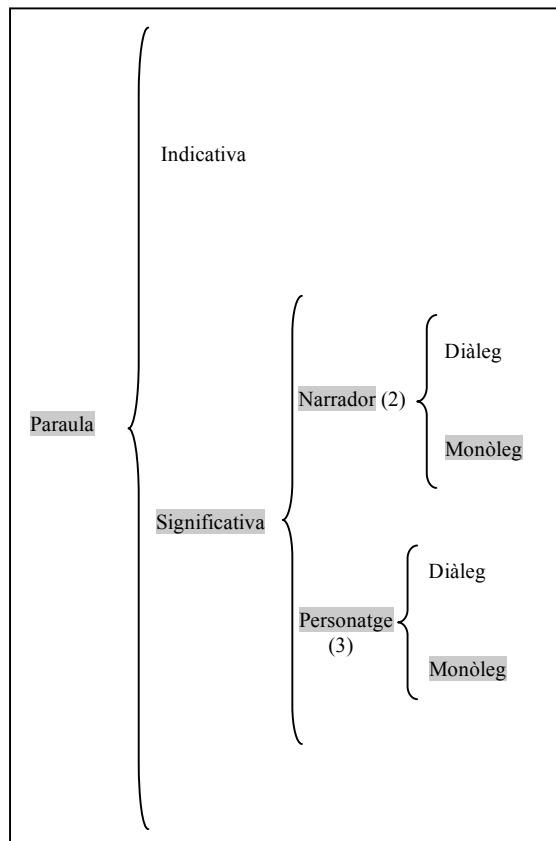 Indicativa
Diàleg
Narrador (2)
Paraula
Monòleg
Significativa
Diàleg
Personatge
(3)
Monòleg